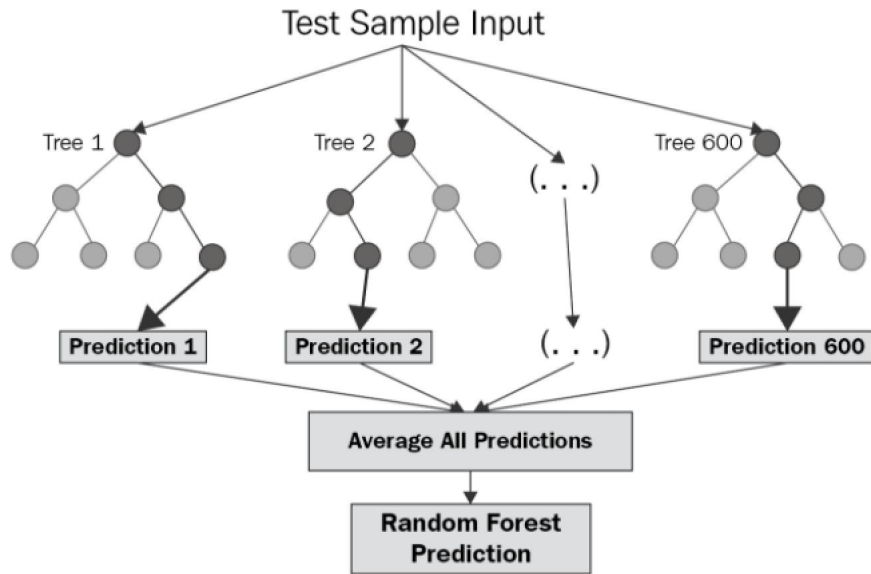 Test Sample Input
Tree 1
Tree 2
(. . .)
Tree 600
Prediction 1
Prediction 2
(. . .)
Prediction 600
Average All Predictions
Random Forest
Prediction